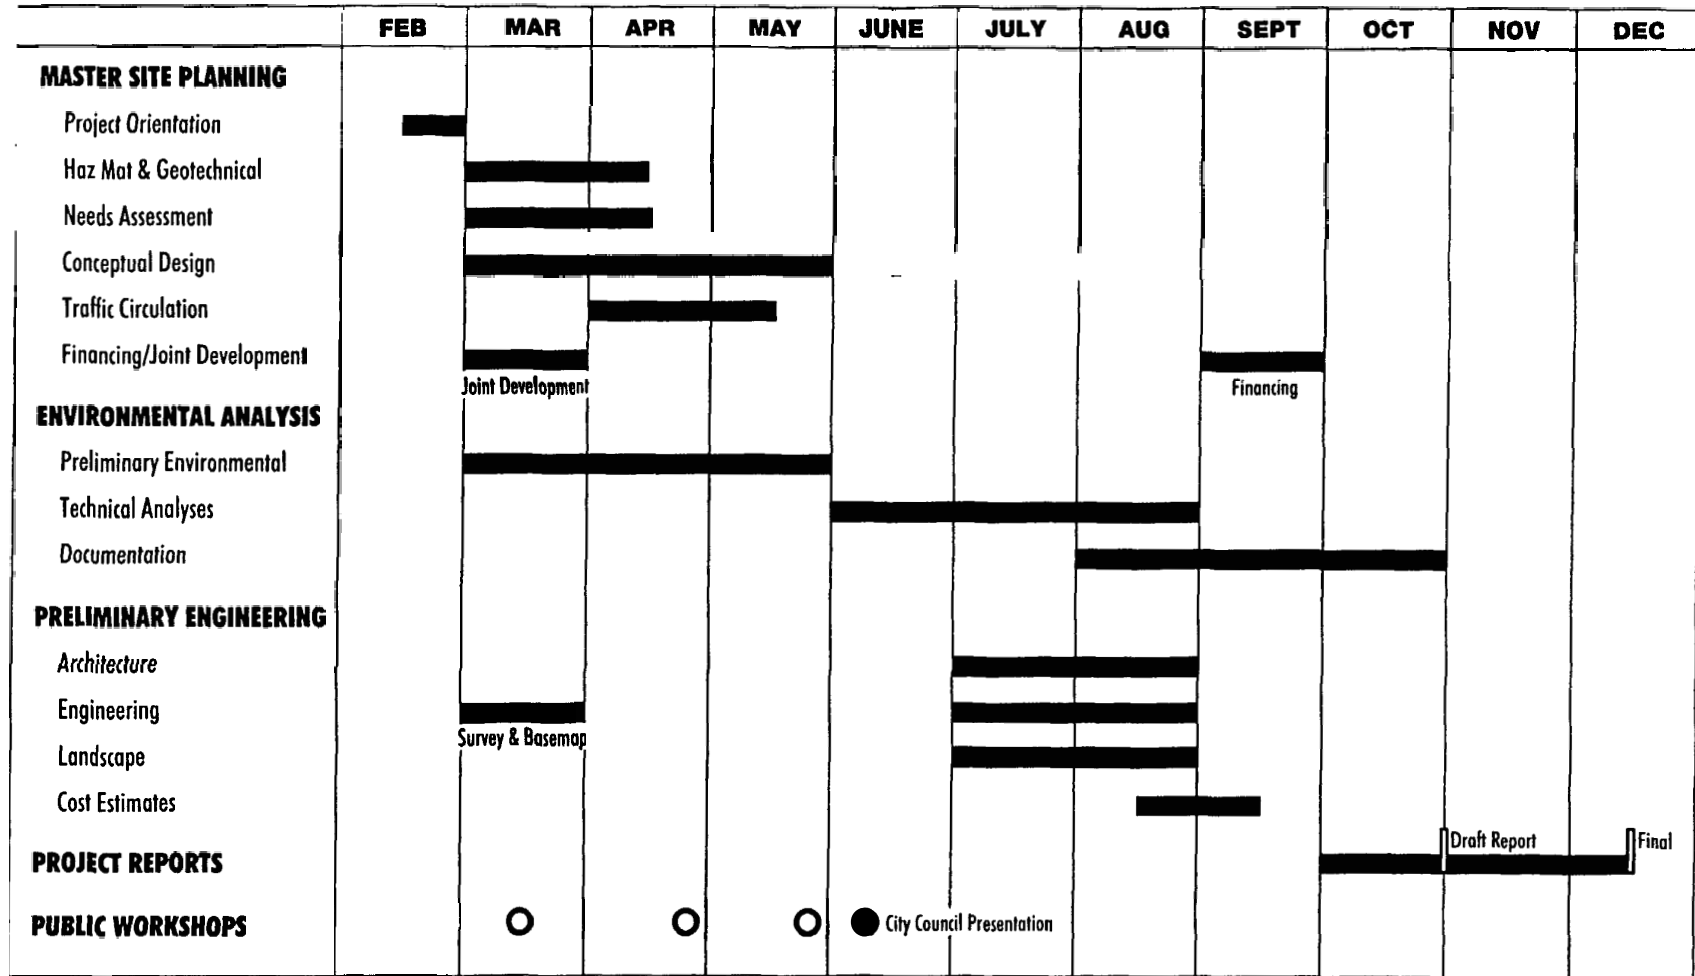 FEB MAR APR MAY JUNE JULY AUG SEPT OCT NOV DEC
MASTER SITE PLANNING
Project Orientation
Haz Mat & Geotechnical
Needs Assessment
Conceptual Design
Traffic Circulation
Financing/Joint Development
Joint Development
Financing
ENVIRONMENTAL ANALYSIS
Preliminary Environmental
Technical Analyses
Documentation
PRELIMINARY ENGINEERING
Architecture
Engineering
Survey & Basemap
Landscape
Cost Estimates
Draft Report
Final
PROJECT REPORTS
PUBLIC WORKSHOPS
City Council Presentation